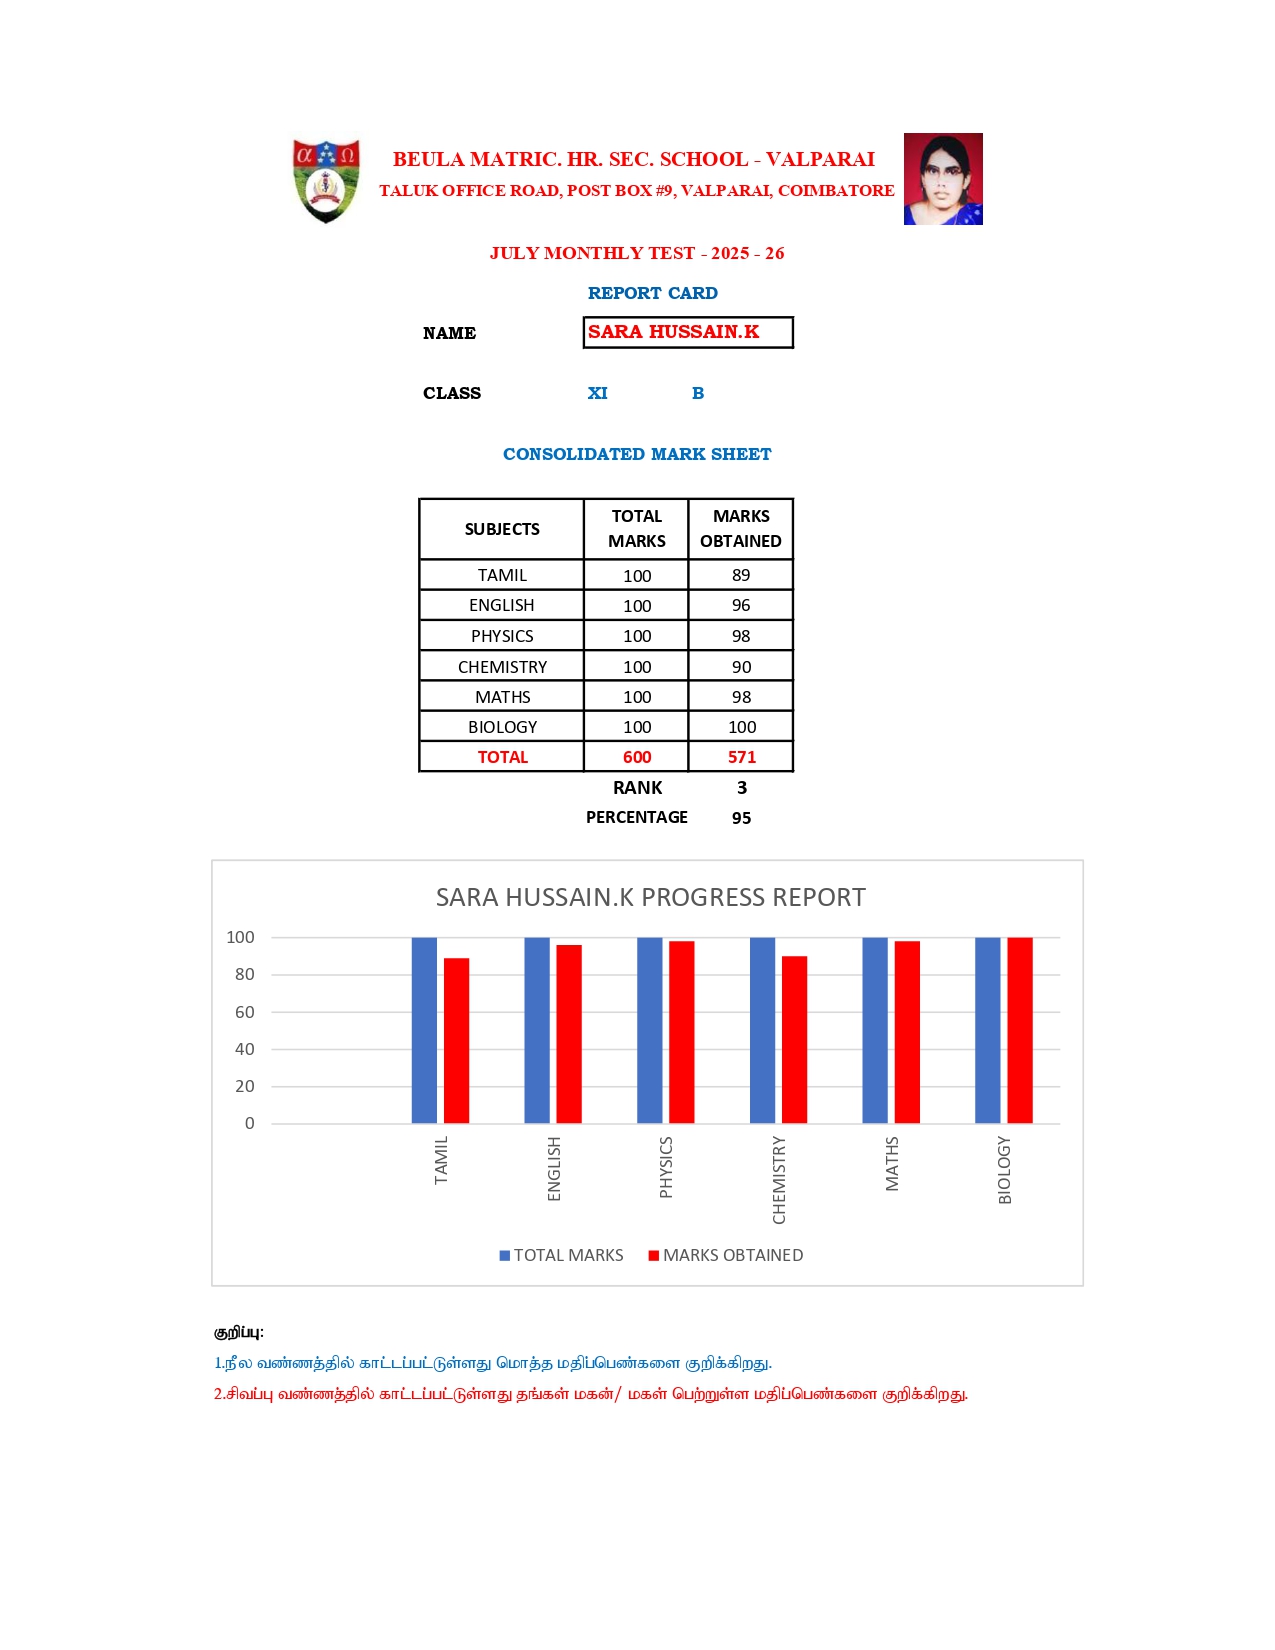 α Ω
BEULA MATRIC. HR. SEC. SCHOOL - VALPARAI
TALUK OFFICE ROAD, POST BOX #9, VALPARAI, COIMBATORE
JULY MONTHLY TEST - 2025 - 26
REPORT CARD
NAME SARA HUSSAIN.K
CLASS XI B
CONSOLIDATED MARK SHEET
SUBJECTS TOTAL MARKS MARKS OBTAINED
TAMIL 100 89
ENGLISH 100 96
PHYSICS 100 98
CHEMISTRY 100 90
MATHS 100 98
BIOLOGY 100 100
TOTAL 600 571
RANK 3
PERCENTAGE 95
SARA HUSSAIN.K PROGRESS REPORT
100
80
60
40
20
0
TAMIL ENGLISH PHYSICS CHEMISTRY MATHS BIOLOGY
TOTAL MARKS MARKS OBTAINED
குறிப்பு:
1.நீல வண்ணத்தில் காட்டப்பட்டுள்ளது மொத்த மதிப்பெண்களை குறிக்கிறது.
2.சிவப்பு வண்ணத்தில் காட்டப்பட்டுள்ளது தங்கள் மகன்/ மகள் பெற்றுள்ள மதிப்பெண்களை குறிக்கிறது.